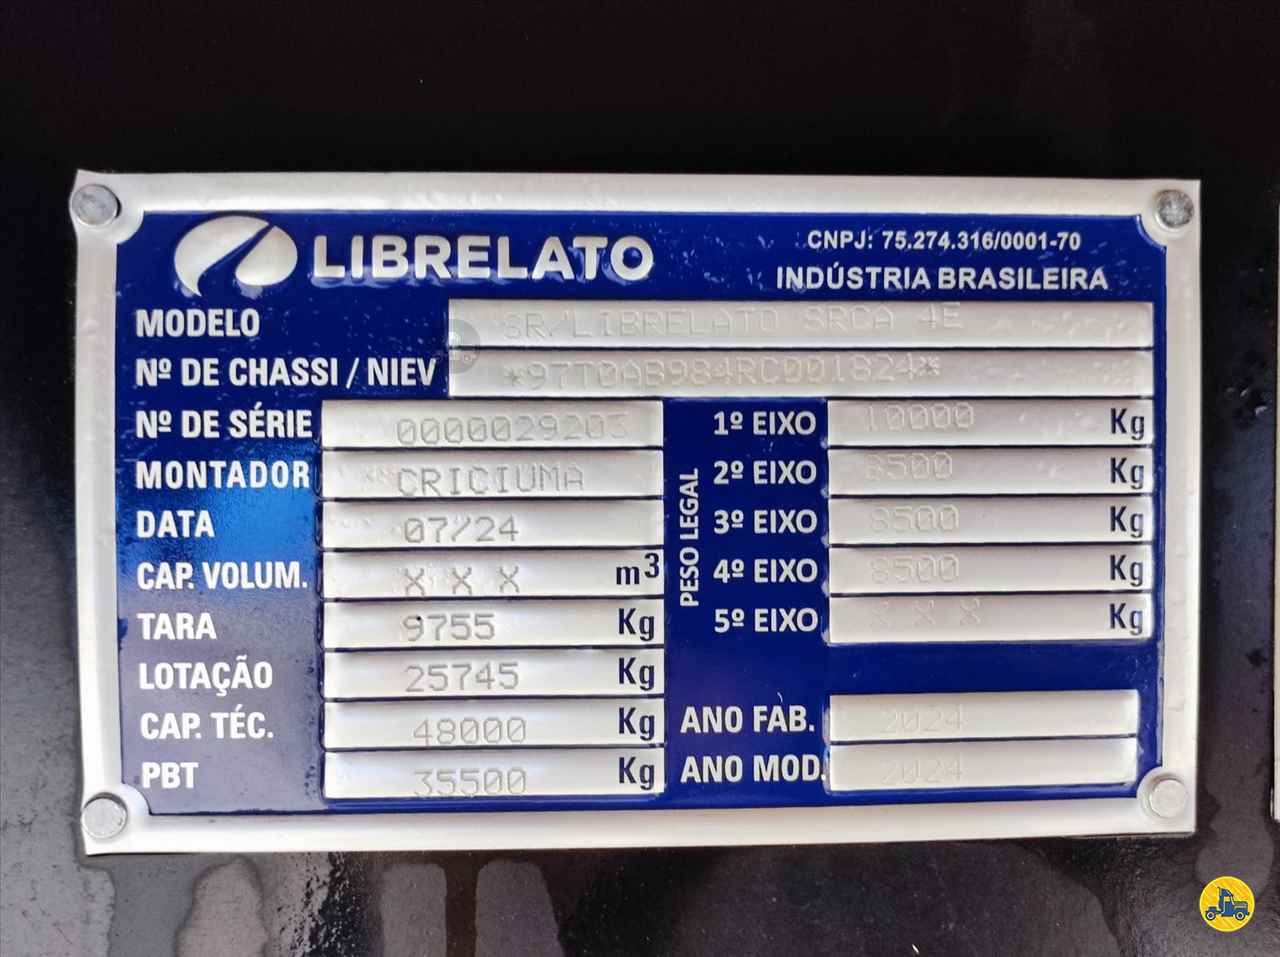 LIBRELATO
CNPJ: 75.274.316/0001-70
INDÚSTRIA BRASILEIRA
MODELO SR/LIBRELATO SRCA 4E
Nº DE CHASSI / NIEV *97T0AB984RC001824*
Nº DE SÉRIE 0000029203
MONTADOR CRICIUMA
DATA 07/24
CAP. VOLUM. X X X m³
TARA 9755 Kg
LOTAÇÃO 25745 Kg
CAP. TÉC. 48000 Kg
PBT 35500 Kg
PESO LEGAL
1º EIXO 10000 Kg
2º EIXO 8500 Kg
3º EIXO 8500 Kg
4º EIXO 8500 Kg
5º EIXO X X X Kg
ANO FAB. 2024
ANO MOD. 2024